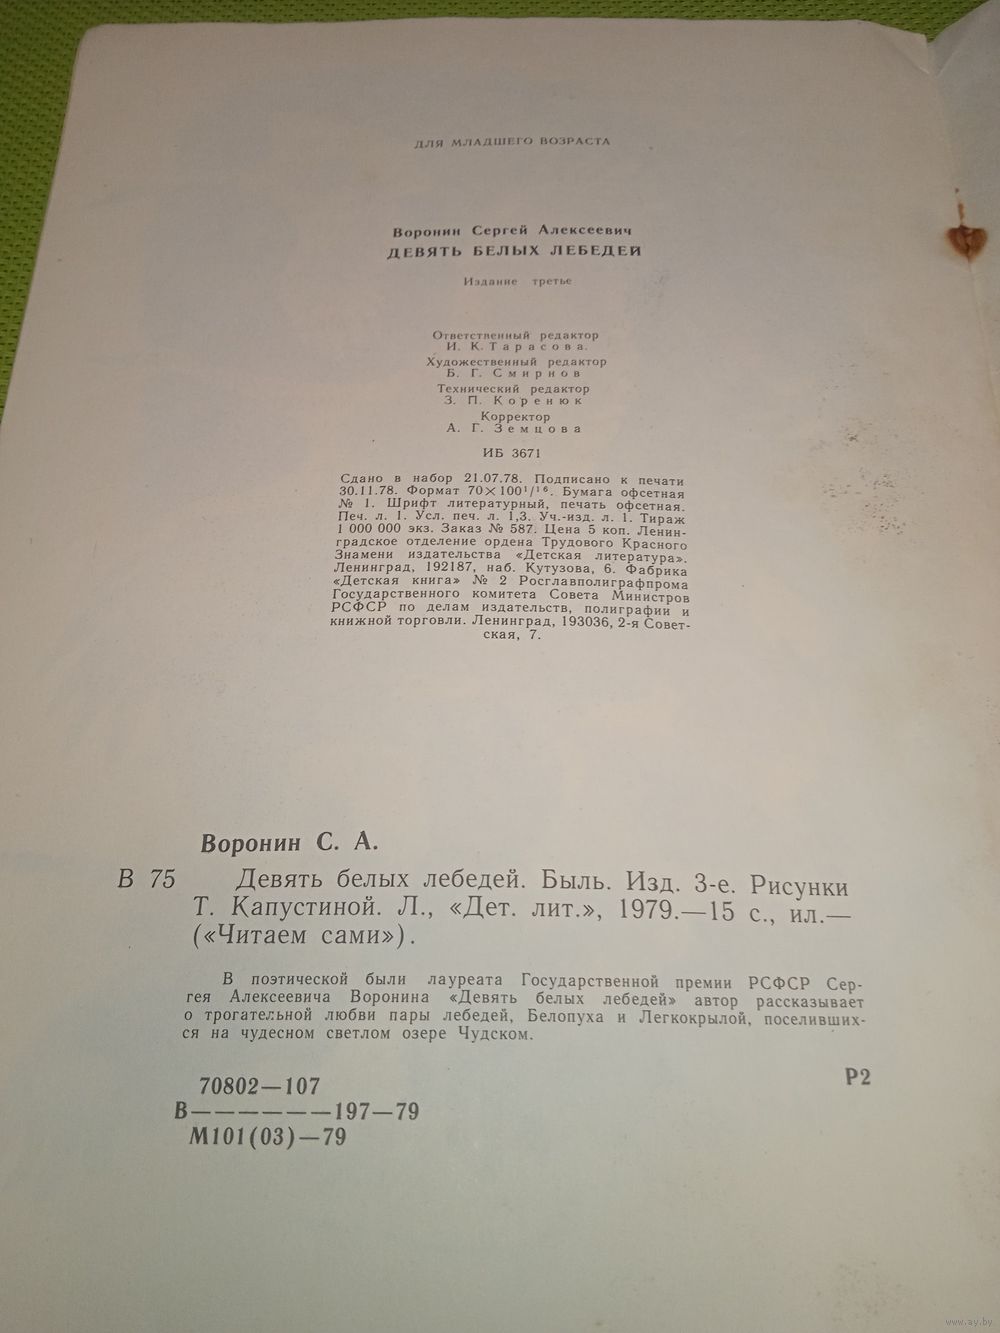 ДЛЯ МЛАДШЕГО ВОЗРАСТА
Воронин Сергей Алексеевич
ДЕВЯТЬ БЕЛЫХ ЛЕБЕДЕЙ
Издание третье
Ответственный редактор
И. К. Тарасова.
Художественный редактор
Б. Г. Смирнов
Технический редактор
З. П. Коренюк
Корректор
А. Г. Земцова
ИБ 3671
Сдано в набор 21.07.78. Подписано к печати
30.11.78. Формат 70×100¹/¹⁶. Бумага офсетная
№ 1. Шрифт литературный, печать офсетная.
Печ. л. 1. Усл. печ. л. 1,3. Уч.-изд. л. 1. Тираж
1 000 000 экз. Заказ № 587. Цена 5 коп. Ленин-
градское отделение ордена Трудового Красного
Знамени издательства «Детская литература».
Ленинград, 192187, наб. Кутузова, 6. Фабрика
«Детская книга» № 2 Росглавполиграфпрома
Государственного комитета Совета Министров
РСФСР по делам издательств, полиграфии и
книжной торговли. Ленинград, 193036, 2-я Совет-
ская, 7.
Воронин С. А.
В 75 Девять белых лебедей. Быль. Изд. 3-е. Рисунки
Т. Капустиной. Л., «Дет. лит.», 1979.—15 с., ил.—
(«Читаем сами»).
В поэтической были лауреата Государственной премии РСФСР Сер-
гея Алексеевича Воронина «Девять белых лебедей» автор рассказывает
о трогательной любви пары лебедей, Белопуха и Легкокрылой, поселивших-
ся на чудесном светлом озере Чудском.
70802—107
В——————197—79
М101(03)—79
Р2
www.ay.by